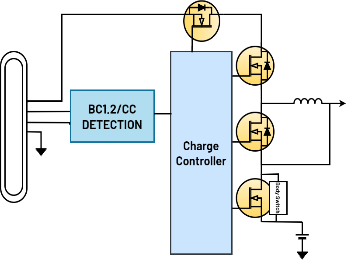 BC1.2/CC
DETECTION
Charge
Controller
Body Switch